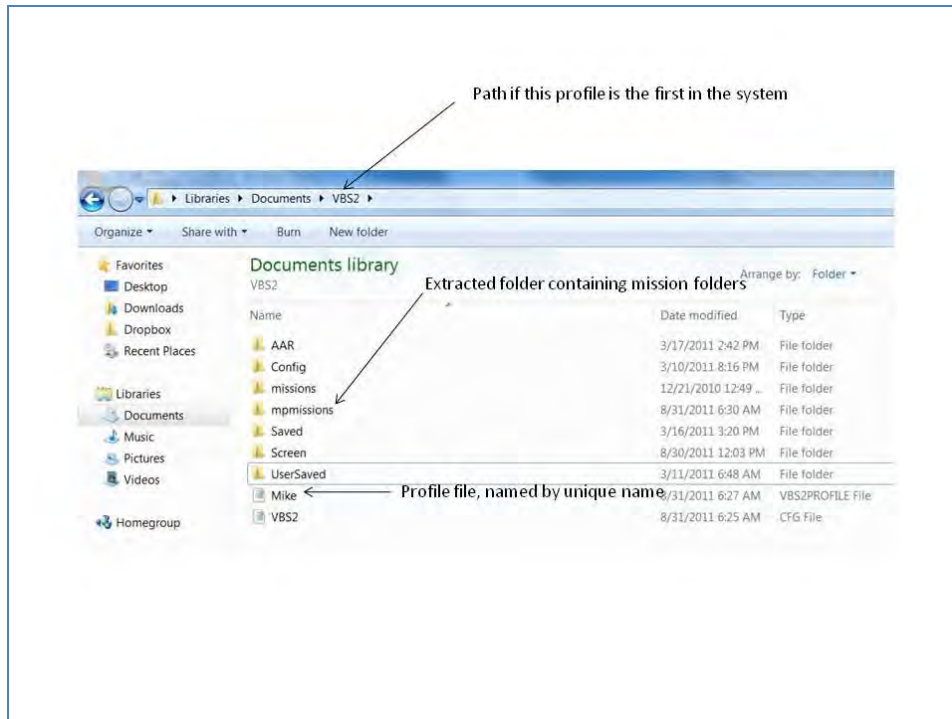 Path if this profile is the first in the system
Libraries Documents VBS2
Organize Share with Burn New folder
Favorites
Desktop
Downloads
Dropbox
Recent Places
Libraries
Documents
Music
Pictures
Videos
Homegroup
Documents library
VBS2
Extracted folder containing mission folders
Arrange by: Folder
Name Date modified Type
AAR 3/17/2011 2:42 PM File folder
Config 3/10/2011 8:16 PM File folder
missions 12/21/2010 12:49 ... File folder
mpmissions 8/31/2011 6:30 AM File folder
Saved 3/16/2011 3:20 PM File folder
Screen 8/30/2011 12:03 PM File folder
UserSaved 3/11/2011 6:48 AM File folder
Mike Profile file, named by unique name 8/31/2011 6:27 AM VBS2PROFILE File
VBS2 8/31/2011 6:25 AM CFG File